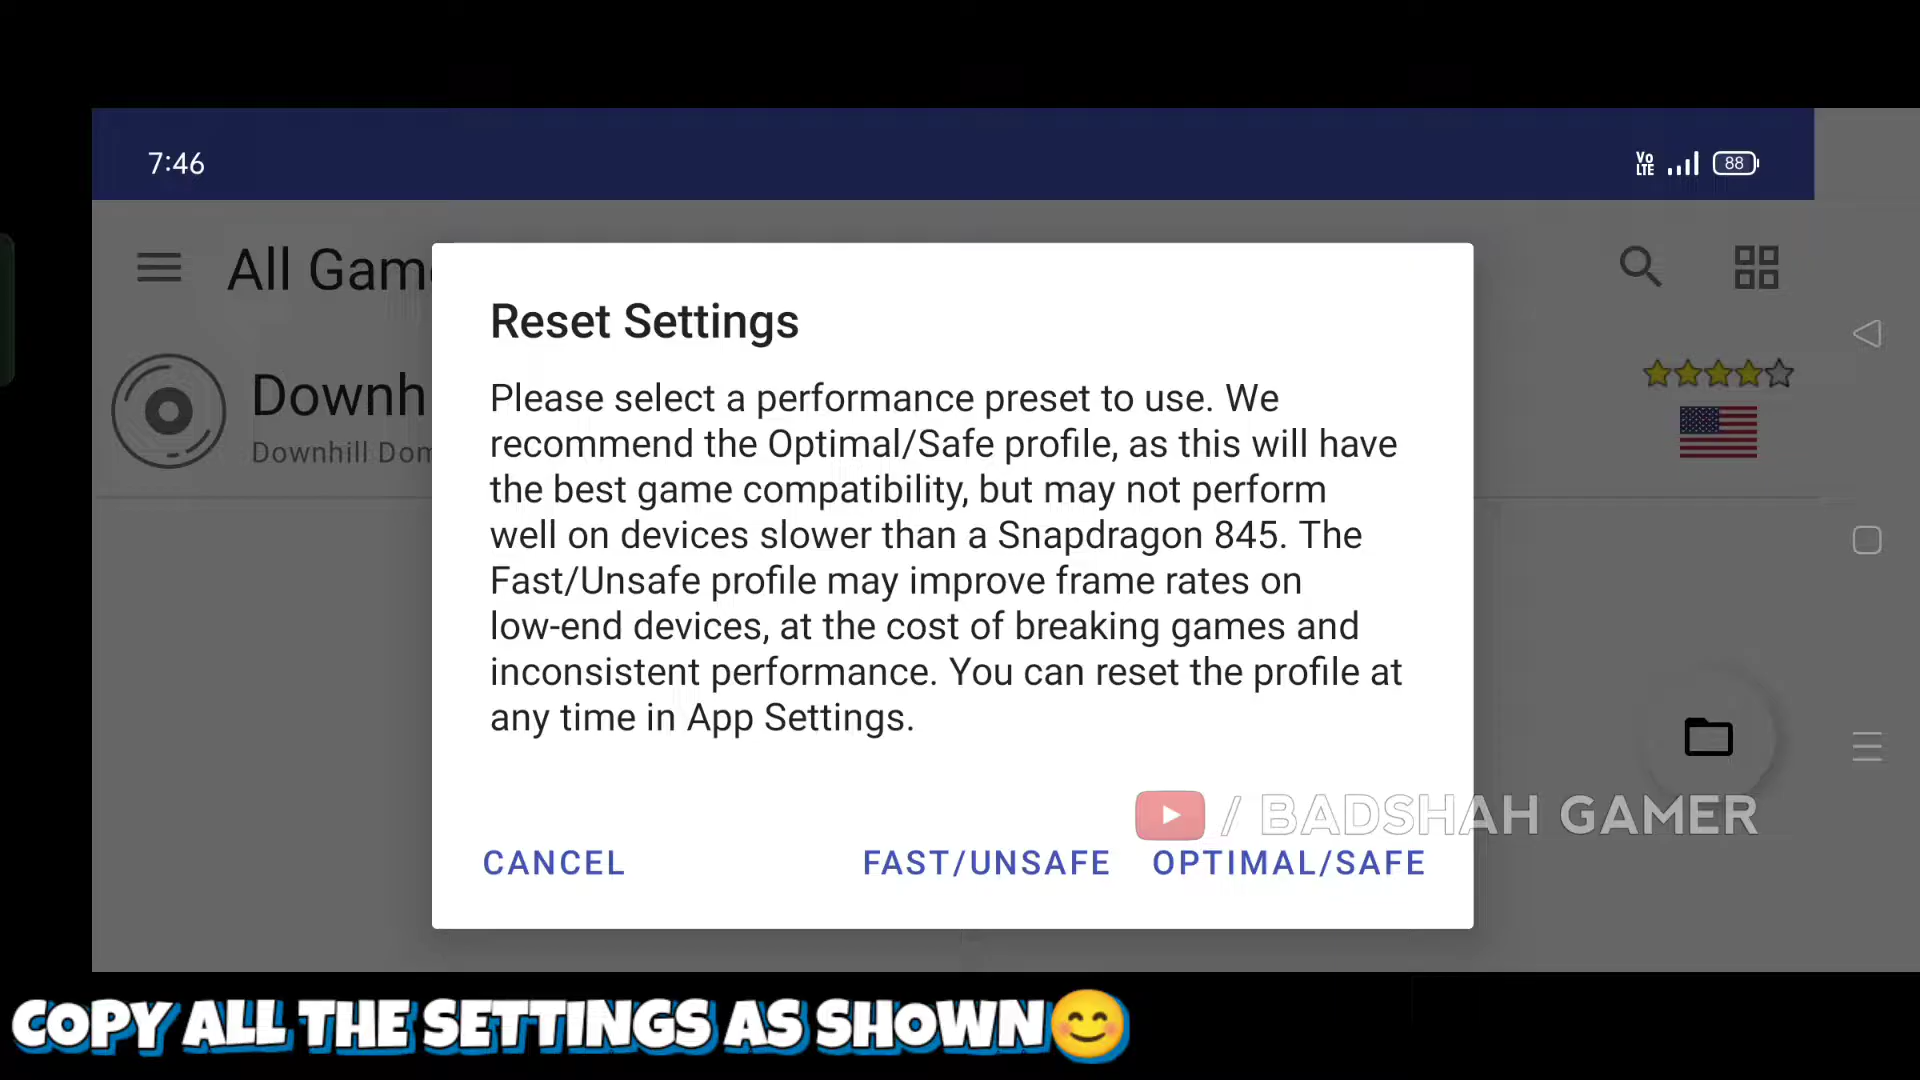 7:46
Vo
LTE
88
All Game
Reset Settings
Please select a performance preset to use. We
recommend the Optimal/Safe profile, as this will have
the best game compatibility, but may not perform
well on devices slower than a Snapdragon 845. The
Fast/Unsafe profile may improve frame rates on
low-end devices, at the cost of breaking games and
inconsistent performance. You can reset the profile at
any time in App Settings.
Downh
Downhill Dom
/ BADSHAH GAMER
CANCEL
FAST/UNSAFE
OPTIMAL/SAFE
COPY ALL THE SETTINGS AS SHOWN😊